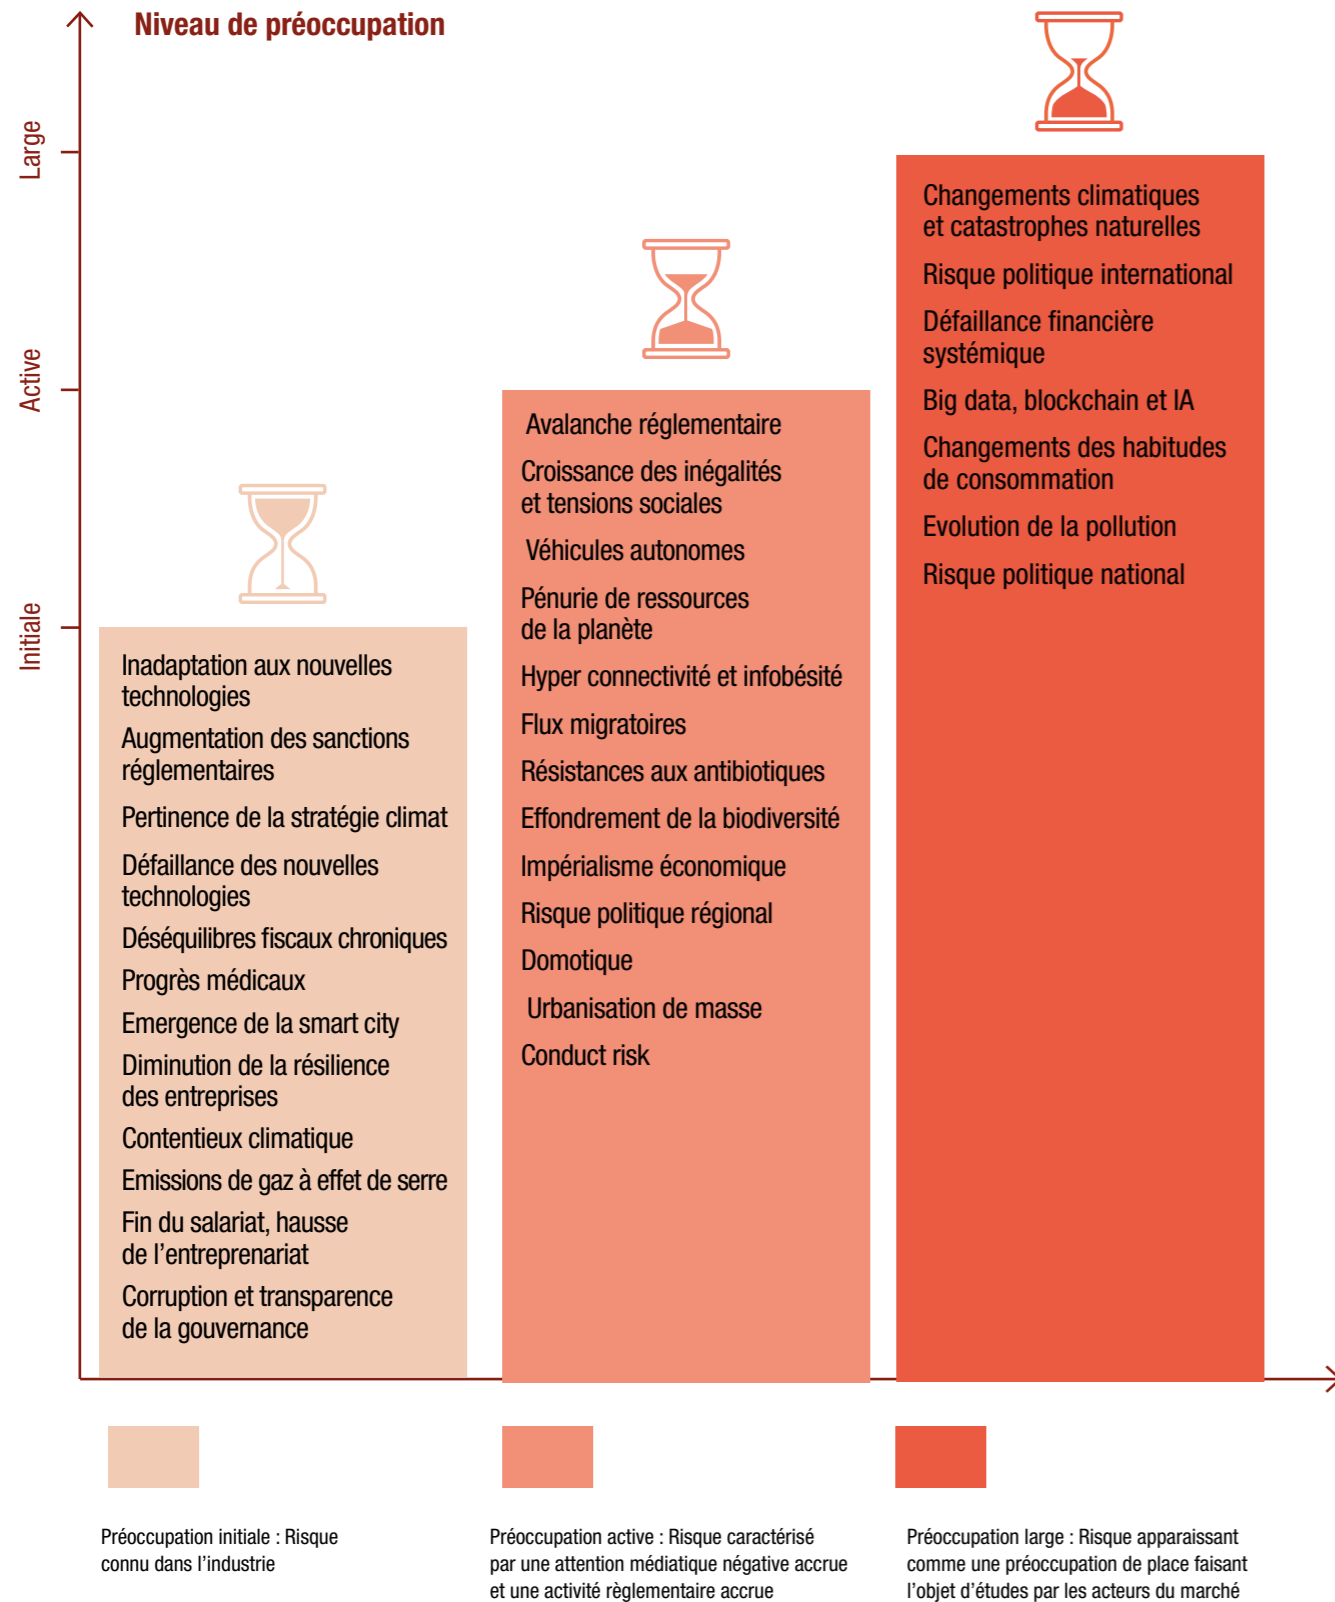 Niveau de préoccupation
Large
Active
Initiale
Inadaptation aux nouvelles
technologies
Augmentation des sanctions
réglementaires
Pertinence de la stratégie climat
Défaillance des nouvelles
technologies
Déséquilibres fiscaux chroniques
Progrès médicaux
Emergence de la smart city
Diminution de la résilience
des entreprises
Contentieux climatique
Emissions de gaz à effet de serre
Fin du salariat, hausse
de l'entreprenariat
Corruption et transparence
de la gouvernance
Avalanche réglementaire
Croissance des inégalités
et tensions sociales
Véhicules autonomes
Pénurie de ressources
de la planète
Hyper connectivité et infobésité
Flux migratoires
Résistances aux antibiotiques
Effondrement de la biodiversité
Impérialisme économique
Risque politique régional
Domotique
Urbanisation de masse
Conduct risk
Changements climatiques
et catastrophes naturelles
Risque politique international
Défaillance financière
systémique
Big data, blockchain et IA
Changements des habitudes
de consommation
Evolution de la pollution
Risque politique national
Préoccupation initiale : Risque
connu dans l'industrie
Préoccupation active : Risque caractérisé
par une attention médiatique négative accrue
et une activité règlementaire accrue
Préoccupation large : Risque apparaissant
comme une préoccupation de place faisant
l'objet d'études par les acteurs du marché